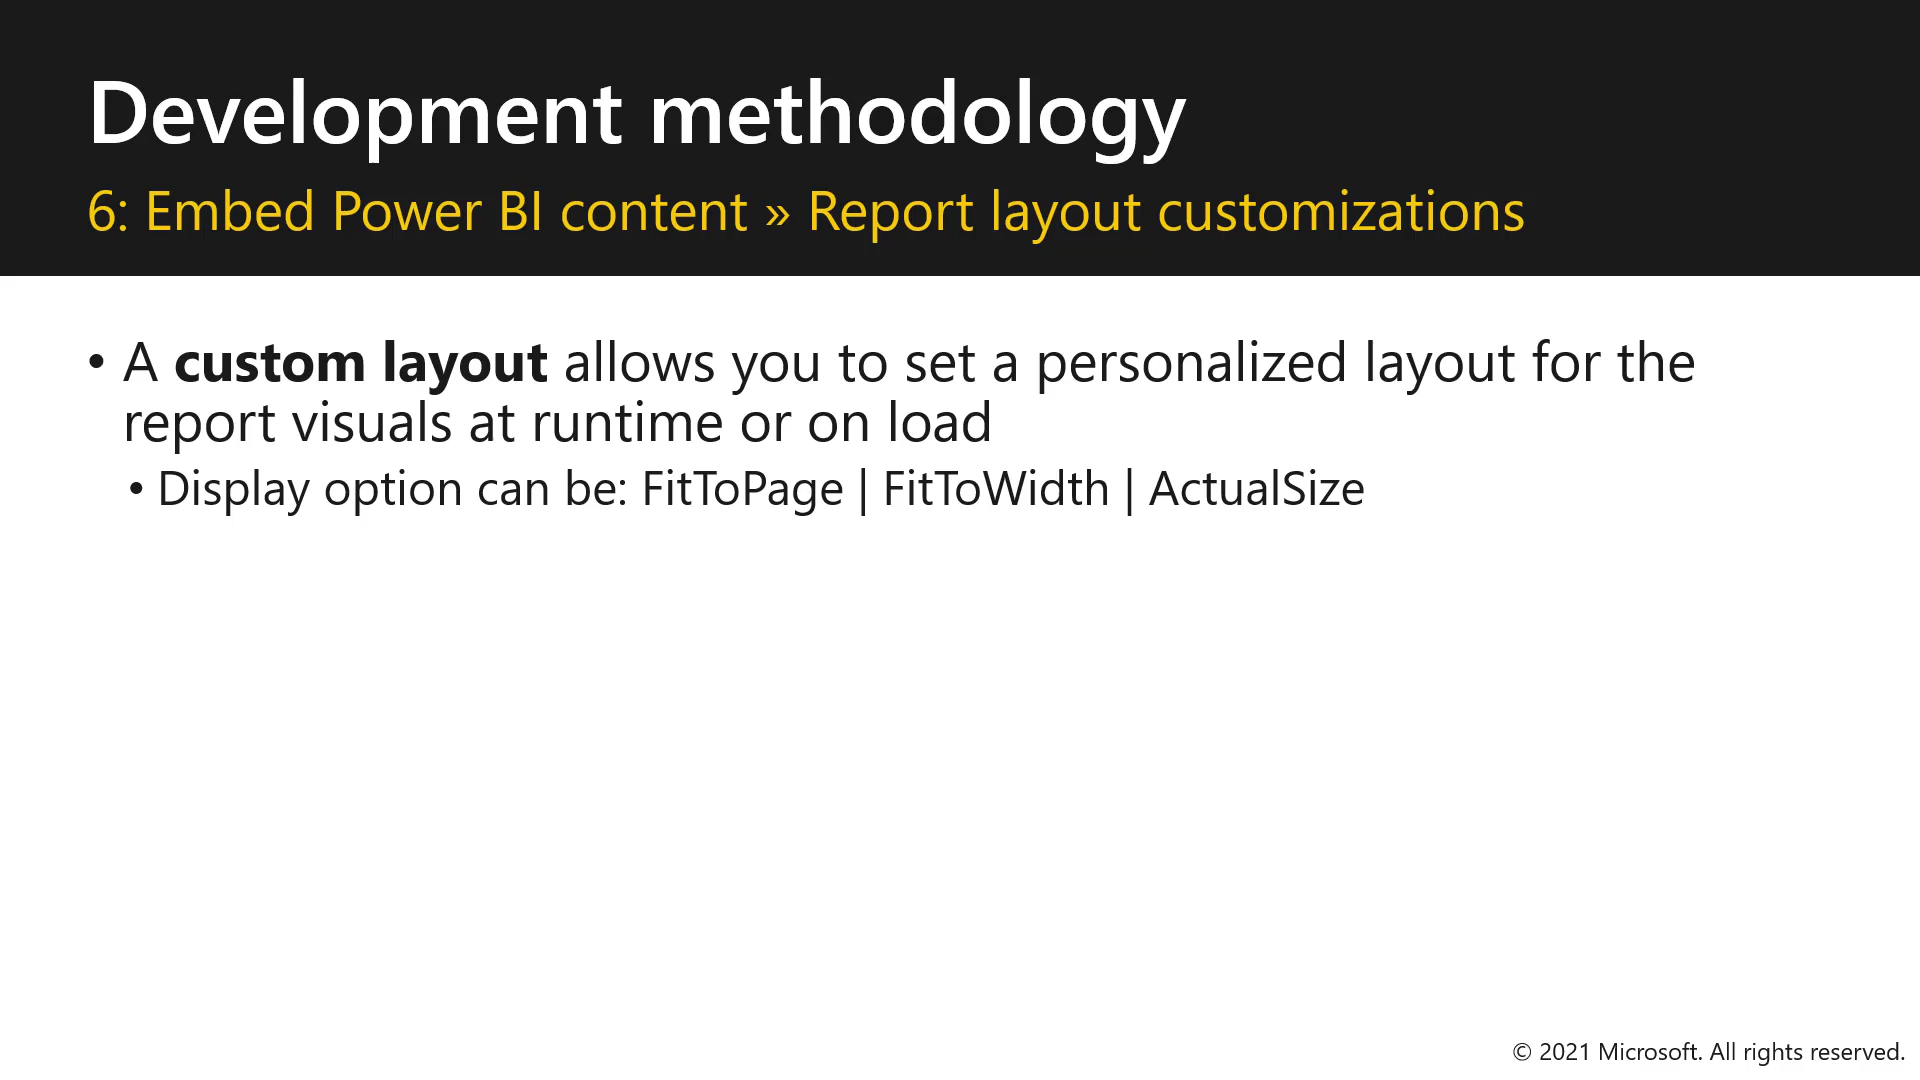 Development methodology
6: Embed Power BI content » Report layout customizations
• A custom layout allows you to set a personalized layout for the
report visuals at runtime or on load
• Display option can be: FitToPage | FitToWidth | ActualSize
© 2021 Microsoft. All rights reserved.